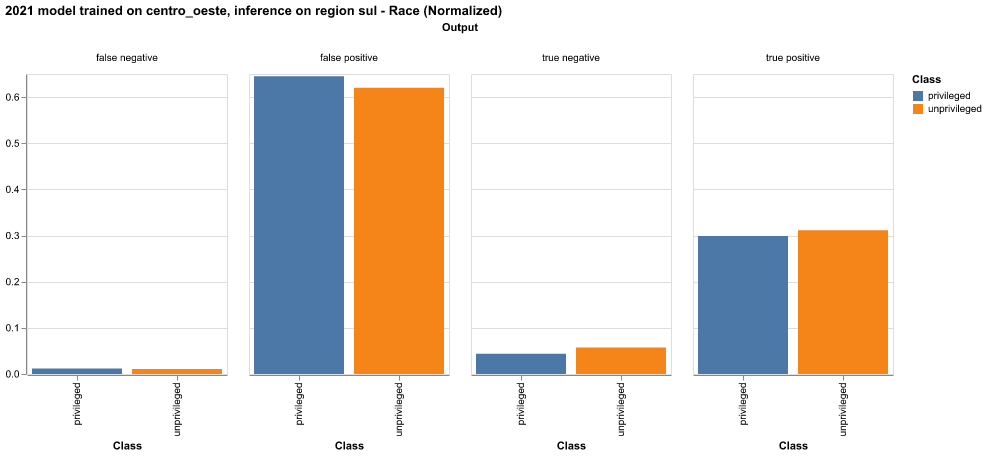 2021 model trained on centro_oeste, inference on region sul - Race (Normalized)
Output
false negative
false positive
true negative
true positive
0.6
0.5
0.4
0.3
0.2
0.1
0.0
privileged
unprivileged
privileged
unprivileged
privileged
unprivileged
privileged
unprivileged
Class
Class
Class
Class
Class
privileged
unprivileged